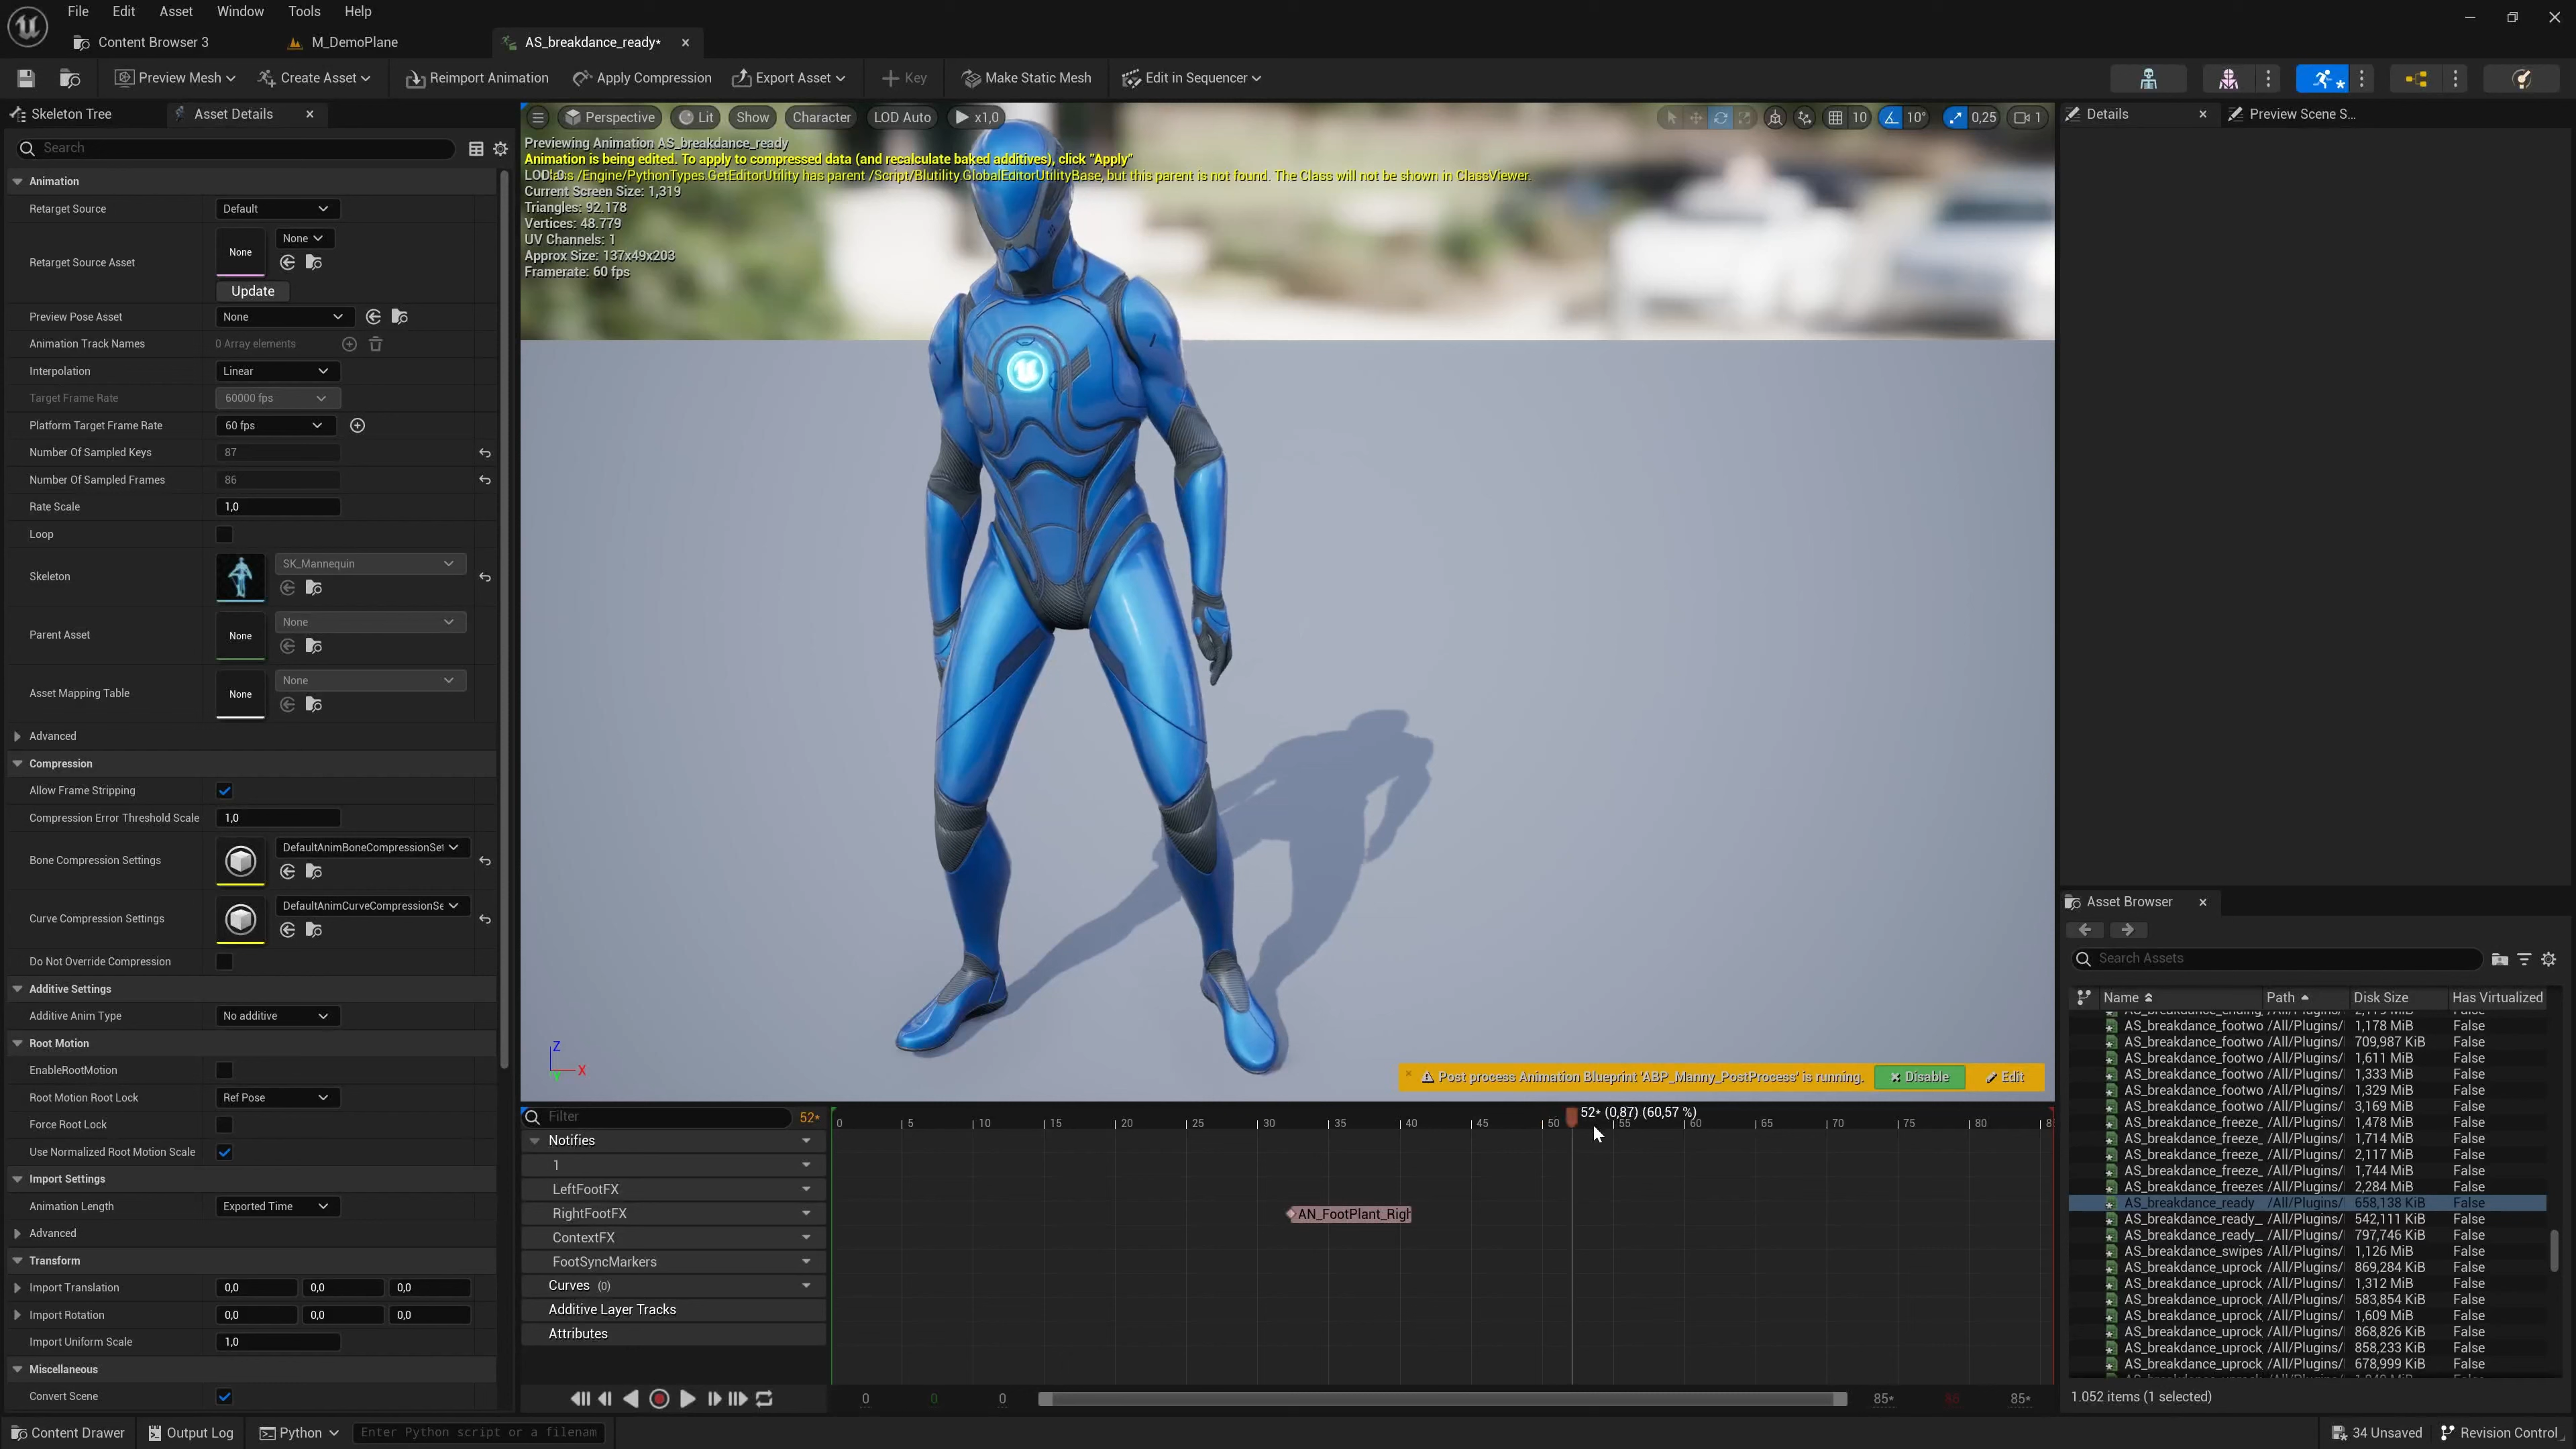 File Edit Asset Window Tools Help
Content Browser 3
M_DemoPlane
AS_breakdance_ready*
Preview Mesh
Create Asset
Reimport Animation
Apply Compression
Export Asset
Key
Make Static Mesh
Edit in Sequencer
Skeleton Tree
Asset Details
Search
Animation
Retarget Source
Default
Retarget Source Asset
None
None
Update
Preview Pose Asset
None
Animation Track Names
0 Array elements
Interpolation
Linear
Target Frame Rate
60000 fps
Platform Target Frame Rate
60 fps
Number Of Sampled Keys
87
Number Of Sampled Frames
86
Rate Scale
1,0
Loop
Skeleton
SK_Mannequin
Parent Asset
None
None
Asset Mapping Table
None
None
Advanced
Compression
Allow Frame Stripping
Compression Error Threshold Scale
1,0
Bone Compression Settings
DefaultAnimBoneCompressionSet
Curve Compression Settings
DefaultAnimCurveCompressionSe
Do Not Override Compression
Additive Settings
Additive Anim Type
No additive
Root Motion
EnableRootMotion
Root Motion Root Lock
Ref Pose
Force Root Lock
Use Normalized Root Motion Scale
Import Settings
Animation Length
Exported Time
Advanced
Transform
Import Translation
0,0 0,0 0,0
Import Rotation
0,0 0,0 0,0
Import Uniform Scale
1,0
Miscellaneous
Convert Scene
Perspective
Lit
Show
Character
LOD Auto
x1,0
10
10°
0,25
1
Previewing Animation AS_breakdance_ready
Animation is being edited. To apply to compressed data (and recalculate baked additives), click "Apply"
LOD: 0
/Engine/PythonTypes.GetEditorUtility has parent /Script/Blutility.GlobalEditorUtilityBase, but this parent is not found. The Class will not be shown in ClassViewer.
Current Screen Size: 1,319
Triangles: 92.178
Vertices: 48.779
UV Channels: 1
Approx Size: 137x49x203
Framerate: 60 fps
Z
X
Y
Post process Animation Blueprint 'ABP_Manny_PostProcess' is running.
Disable
Edit
Filter
52*
0 5 10 15 20 25 30 35 40 45 50 55 60 65 70 75 80 8
52* (0,87) (60,57 %)
Notifies
1
LeftFootFX
RightFootFX
AN_FootPlant_Righ
ContextFX
FootSyncMarkers
Curves (0)
Additive Layer Tracks
Attributes
0 0 0
85* 86 85*
Details
Preview Scene S...
Asset Browser
Search Assets
Name Path Disk Size Has Virtualized
AS_breakdance_footwo /All/Plugins/ 1,178 MiB False
AS_breakdance_footwo /All/Plugins/ 709,987 KiB False
AS_breakdance_footwo /All/Plugins/ 1,611 MiB False
AS_breakdance_footwo /All/Plugins/ 1,333 MiB False
AS_breakdance_footwo /All/Plugins/ 1,329 MiB False
AS_breakdance_footwo /All/Plugins/ 3,169 MiB False
AS_breakdance_freeze_ /All/Plugins/ 1,478 MiB False
AS_breakdance_freeze_ /All/Plugins/ 1,714 MiB False
AS_breakdance_freeze_ /All/Plugins/ 2,117 MiB False
AS_breakdance_freeze_ /All/Plugins/ 1,744 MiB False
AS_breakdance_freezes /All/Plugins/ 2,284 MiB False
AS_breakdance_ready /All/Plugins/ 658,138 KiB False
AS_breakdance_ready_ /All/Plugins/ 542,111 KiB False
AS_breakdance_ready_ /All/Plugins/ 797,746 KiB False
AS_breakdance_swipes /All/Plugins/ 1,126 MiB False
AS_breakdance_uprock /All/Plugins/ 869,284 KiB False
AS_breakdance_uprock /All/Plugins/ 1,312 MiB False
AS_breakdance_uprock /All/Plugins/ 583,854 KiB False
AS_breakdance_uprock /All/Plugins/ 1,609 MiB False
AS_breakdance_uprock /All/Plugins/ 868,826 KiB False
AS_breakdance_uprock /All/Plugins/ 858,233 KiB False
AS_breakdance_uprock /All/Plugins/ 678,999 KiB False
1.052 items (1 selected)
Content Drawer
Output Log
Python
Enter Python script or a filenam
34 Unsaved
Revision Control